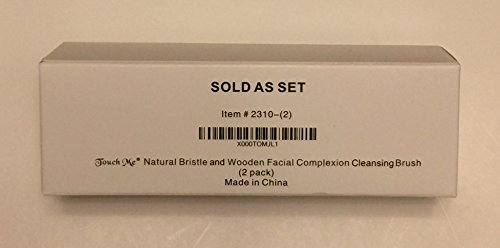 SOLD AS SET
Item # 2310-(2)
X000TOMJL1
Touch Me® Natural Bristle and Wooden Facial Complexion Cleansing Brush
(2 pack)
Made in China